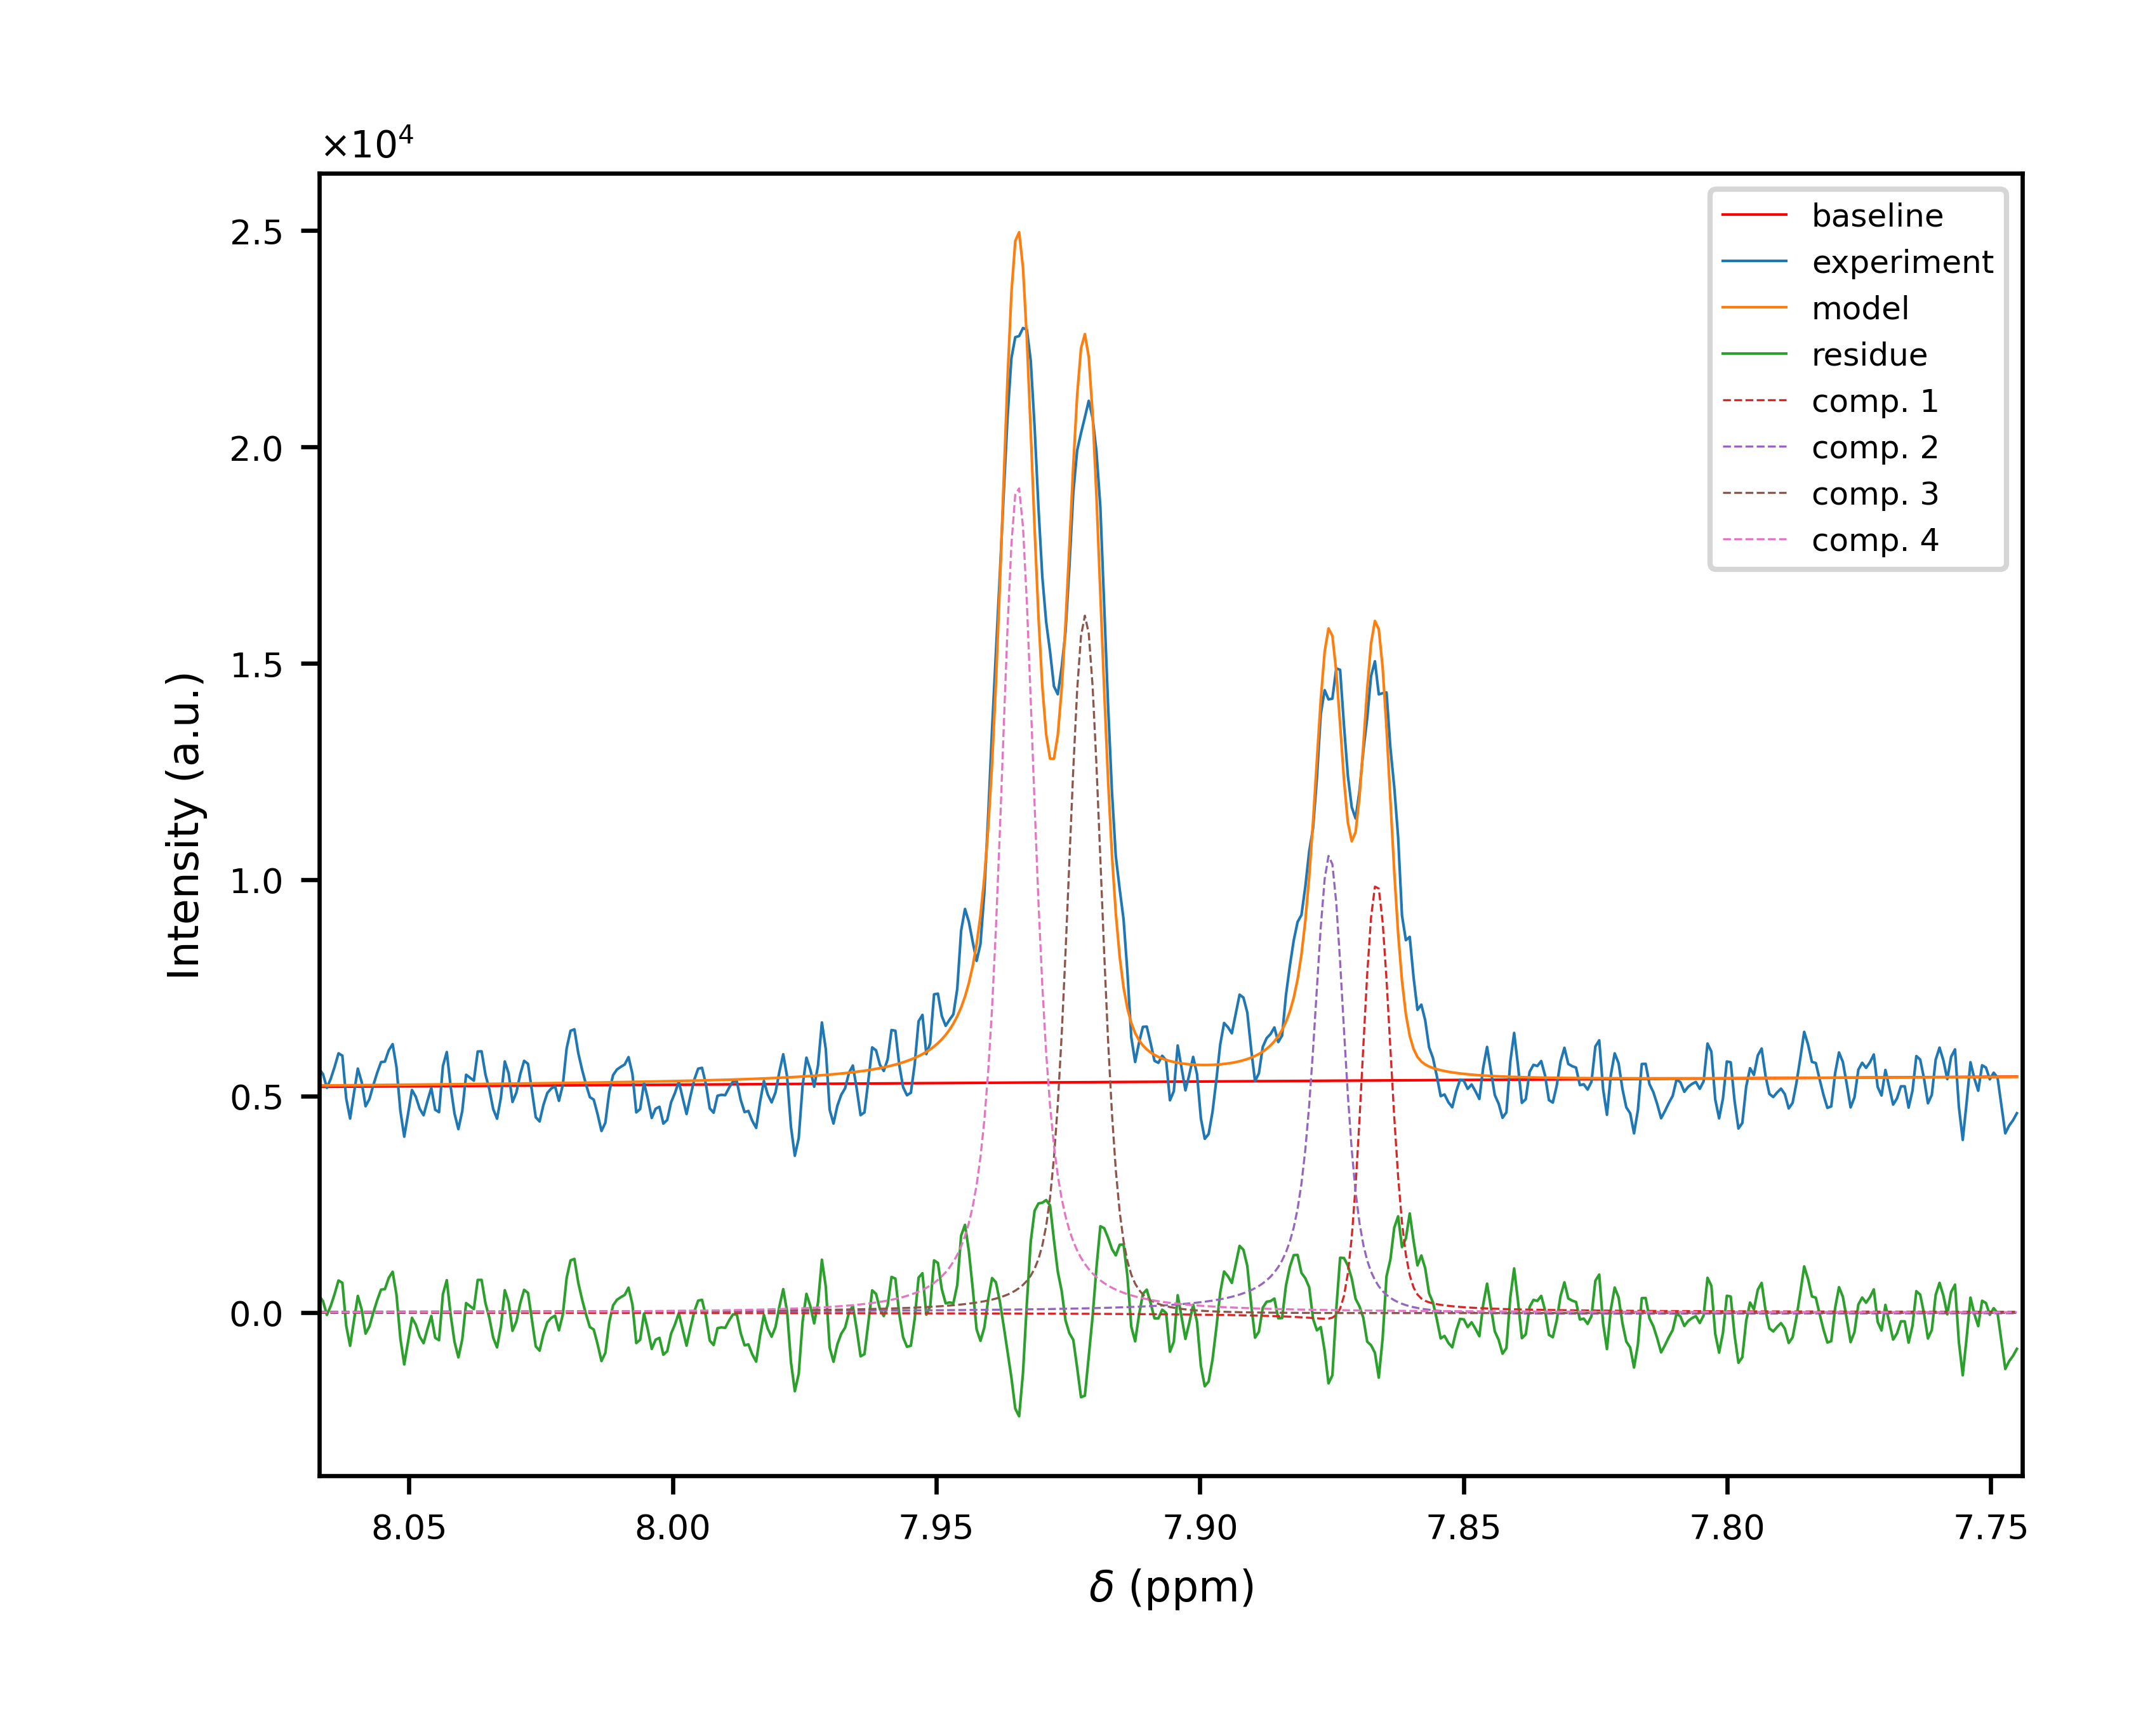 ×10⁴
2.5
2.0
1.5
1.0
0.5
0.0
Intensity (a.u.)
baseline
experiment
model
residue
comp. 1
comp. 2
comp. 3
comp. 4
8.05 8.00 7.95 7.90 7.85 7.80 7.75
δ (ppm)